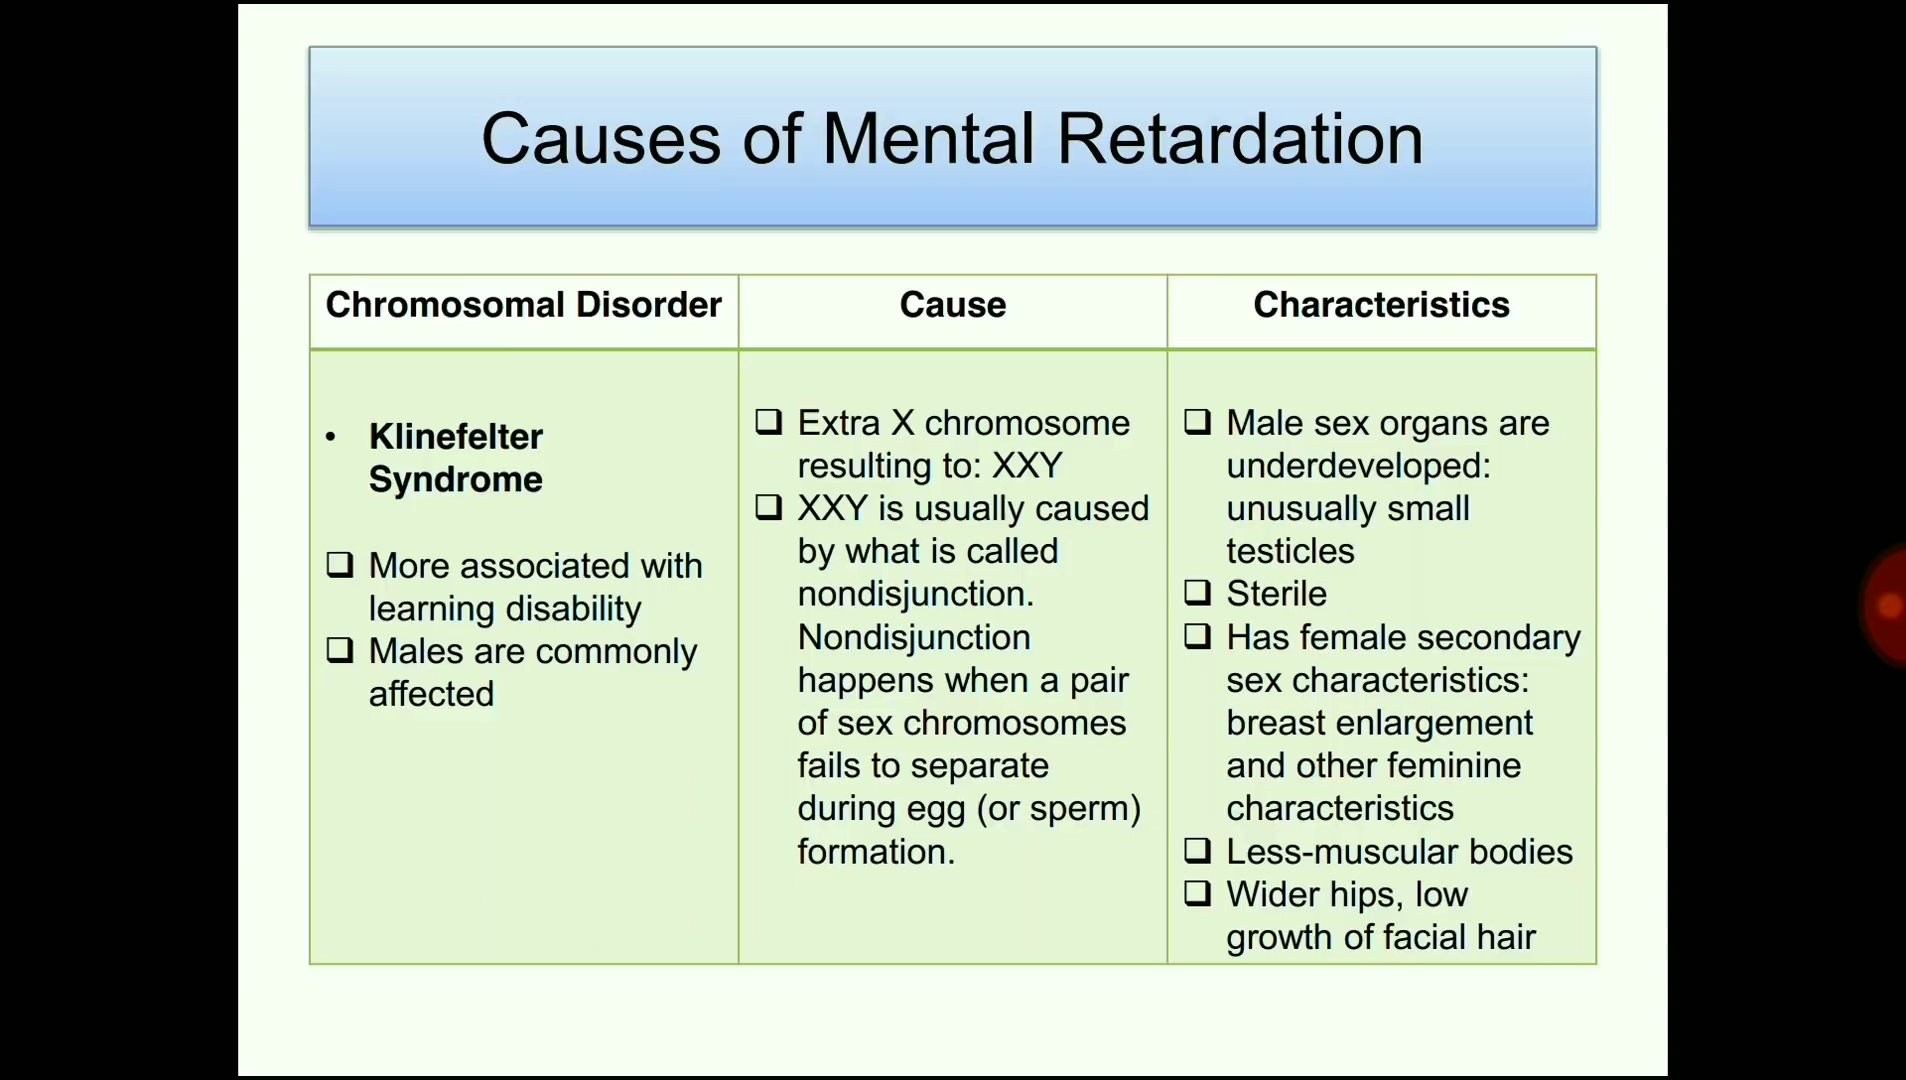 Causes of Mental Retardation
Chromosomal Disorder
Cause
Characteristics
• Klinefelter
Syndrome
❑ More associated with
learning disability
❑ Males are commonly
affected
❑ Extra X chromosome
resulting to: XXY
❑ XXY is usually caused
by what is called
nondisjunction.
Nondisjunction
happens when a pair
of sex chromosomes
fails to separate
during egg (or sperm)
formation.
❑ Male sex organs are
underdeveloped:
unusually small
testicles
❑ Sterile
❑ Has female secondary
sex characteristics:
breast enlargement
and other feminine
characteristics
❑ Less-muscular bodies
❑ Wider hips, low
growth of facial hair